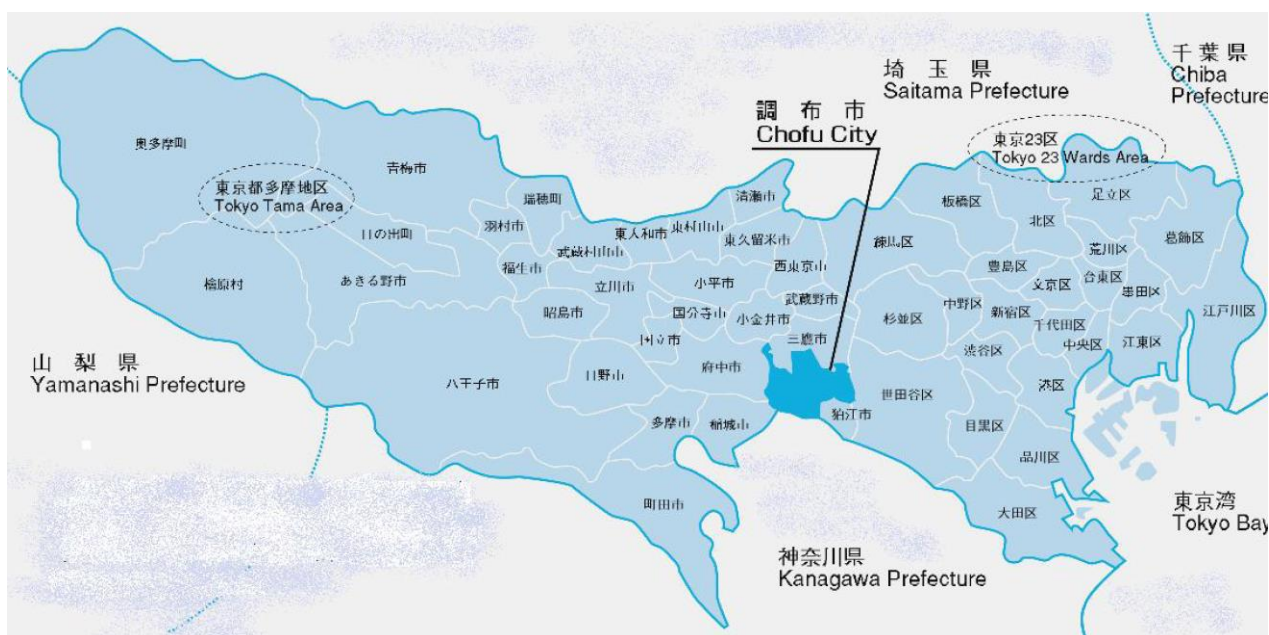 千 葉 県
Chiba
Prefecture
埼 玉 県
Saitama Prefecture
調 布 市
Chofu City
東京23区
Tokyo 23 Wards Area
奥多摩町
青梅市
東京都多摩地区
Tokyo Tama Area
瑞穂町
清瀬市
板橋区
足立区
北区
羽村市
日の出町
東大和市
東村山市
東久留米市
練馬区
荒川区
葛飾区
武蔵村山市
福生市
西東京市
豊島区
檜原村
あきる野市
立川市
小平市
文京区
台東区
墨田区
昭島市
国分寺市
小金井市
武蔵野市
杉並区
中野区
新宿区
千代田区
江戸川区
国立市
三鷹市
渋谷区
中央区
江東区
山 梨 県
Yamanashi Prefecture
八王子市
日野市
府中市
世田谷区
港区
多摩市
稲城市
狛江市
目黒区
品川区
町田市
大田区
東京湾
Tokyo Bay
神奈川県
Kanagawa Prefecture